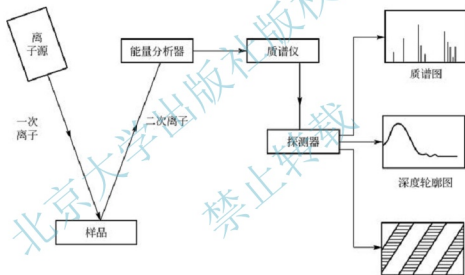 离
子源
能量分析器
质谱仪
质谱图
一次
离子
二次离子
探测器
深度轮廓图
样品
北京大学出版社版权
禁止转载